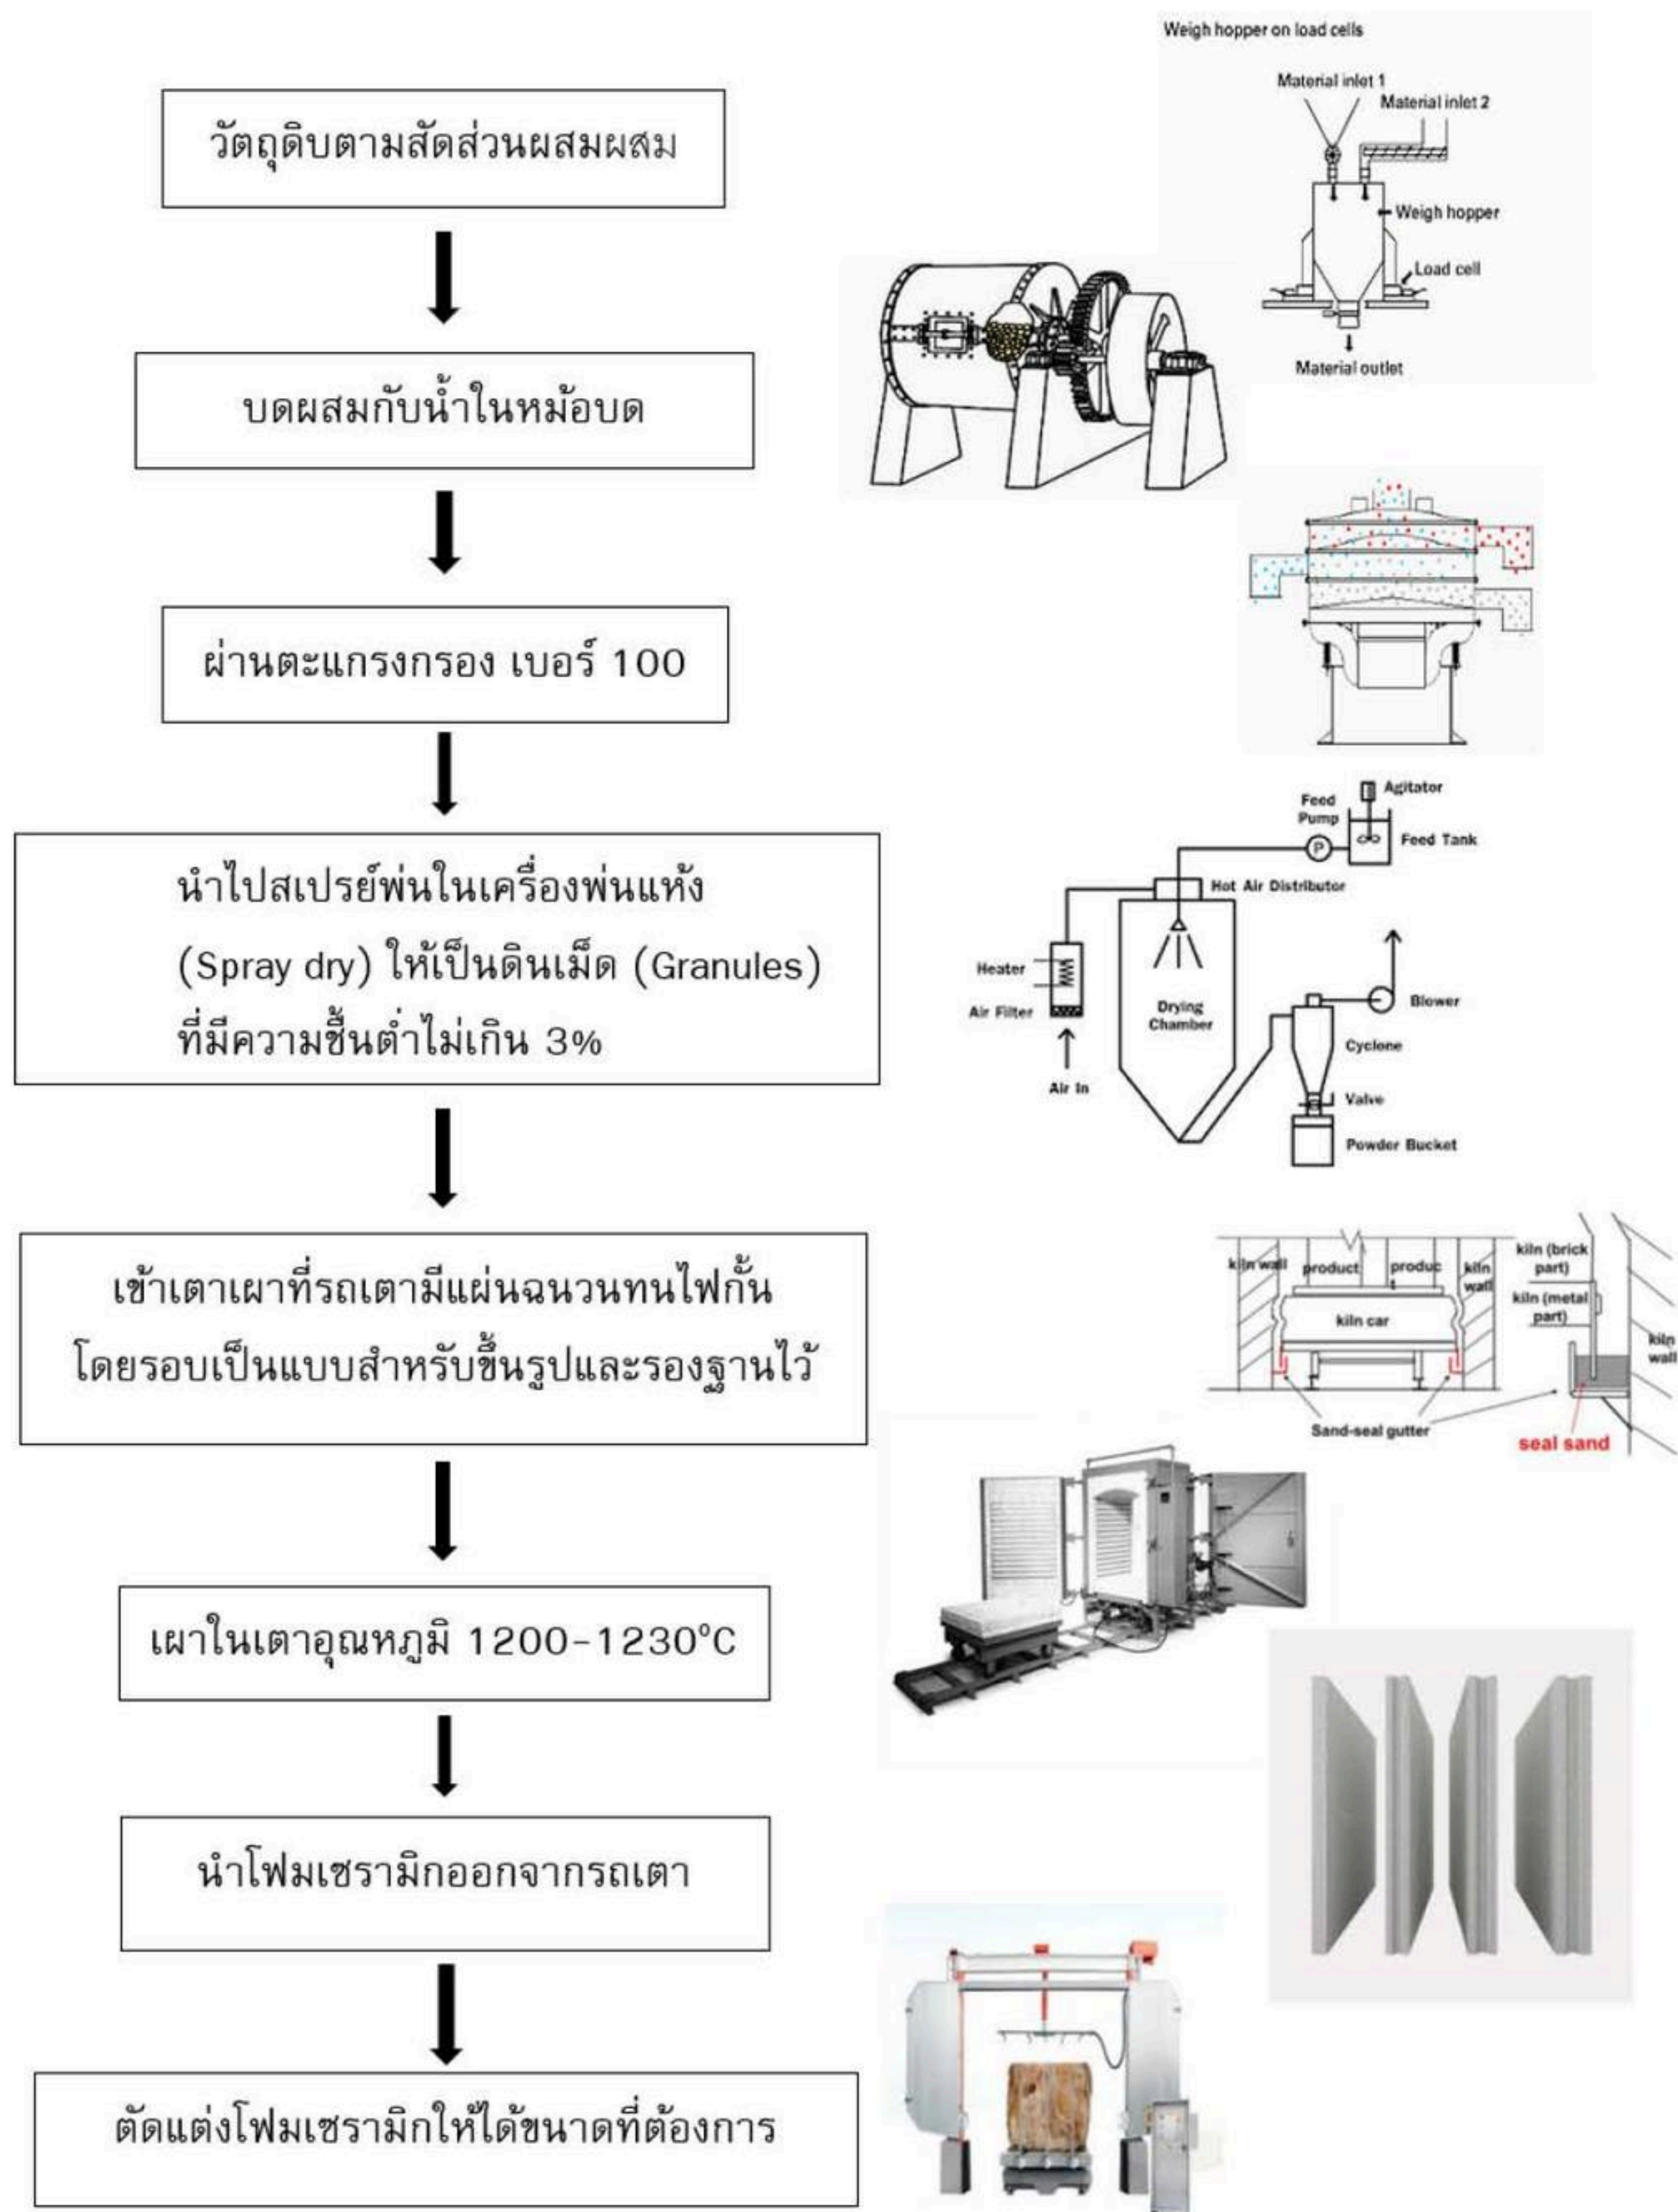 วัตถุดิบตามสัดส่วนผสมผสม
บดผสมกับน้ำในหม้อบด
ผ่านตะแกรงกรอง เบอร์ 100
นำไปสเปรย์พ่นในเครื่องพ่นแห้ง
(Spray dry) ให้เป็นดินเม็ด (Granules)
ที่มีความชื้นต่ำไม่เกิน 3%
เข้าเตาเผาที่รถเตามีแผ่นฉนวนทนไฟกั้น
โดยรอบเป็นแบบสำหรับขึ้นรูปและรองฐานไว้
เผาในเตาอุณหภูมิ 1200-1230°C
นำโฟมเซรามิกออกจากรถเตา
ตัดแต่งโฟมเซรามิกให้ได้ขนาดที่ต้องการ
Weigh hopper on load cells
Material inlet 1
Material inlet 2
Weigh hopper
Load cell
Material outlet
Agitator
Feed
Pump
P
Feed Tank
Hot Air Distributor
Heater
Air Filter
Drying
Chamber
Air In
Blower
Cyclone
Valve
Powder Bucket
kiln wall
product
produc
t
kiln
wall
kiln car
kiln (brick
part)
kiln (metal
part)
kiln
wall
Sand-seal gutter
seal sand